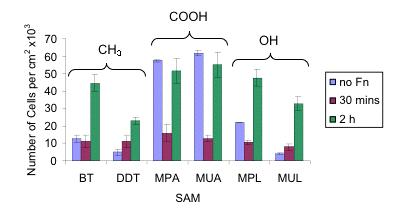 COOH
CH₃
OH
Number of Cells per cm² x10³
70
60
50
40
30
20
10
0
BT DDT MPA MUA MPL MUL
SAM
no Fn
30 mins
2 h